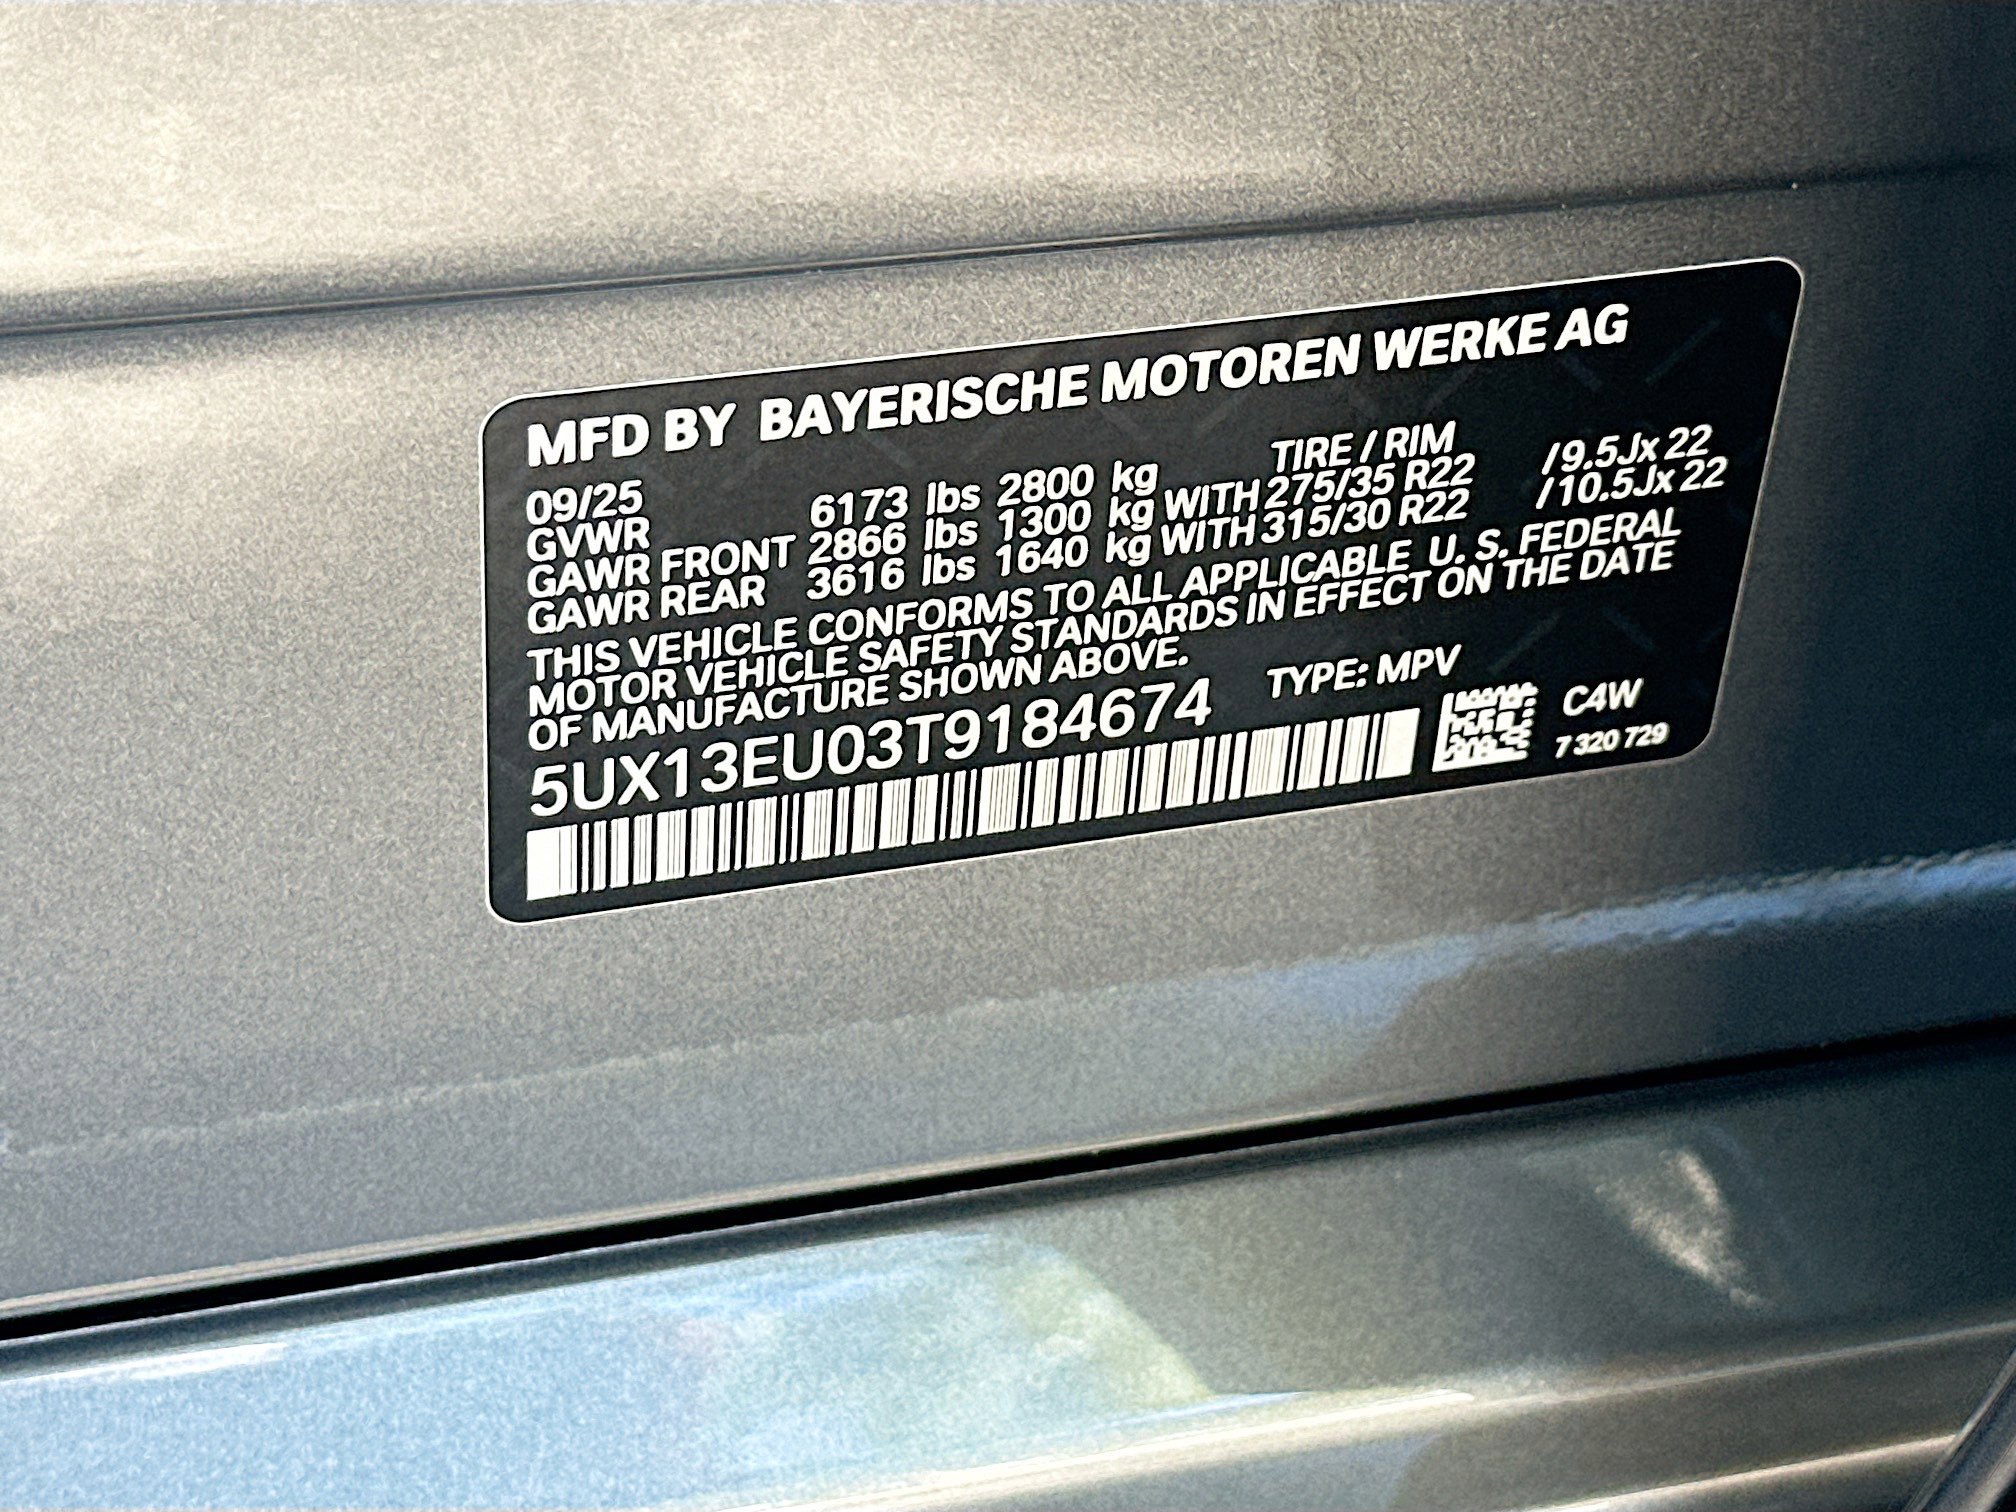 MFD BY BAYERISCHE MOTOREN WERKE AG
09/25 TIRE / RIM
GVWR 6173 lbs 2800 kg
GAWR FRONT 2866 lbs 1300 kg WITH 275/35 R22 /9.5Jx 22
GAWR REAR 3616 lbs 1640 kg WITH 315/30 R22 /10.5Jx 22
THIS VEHICLE CONFORMS TO ALL APPLICABLE U. S. FEDERAL
MOTOR VEHICLE SAFETY STANDARDS IN EFFECT ON THE DATE
OF MANUFACTURE SHOWN ABOVE.
TYPE: MPV
5UX13EU03T9184674
C4W
7 320 729